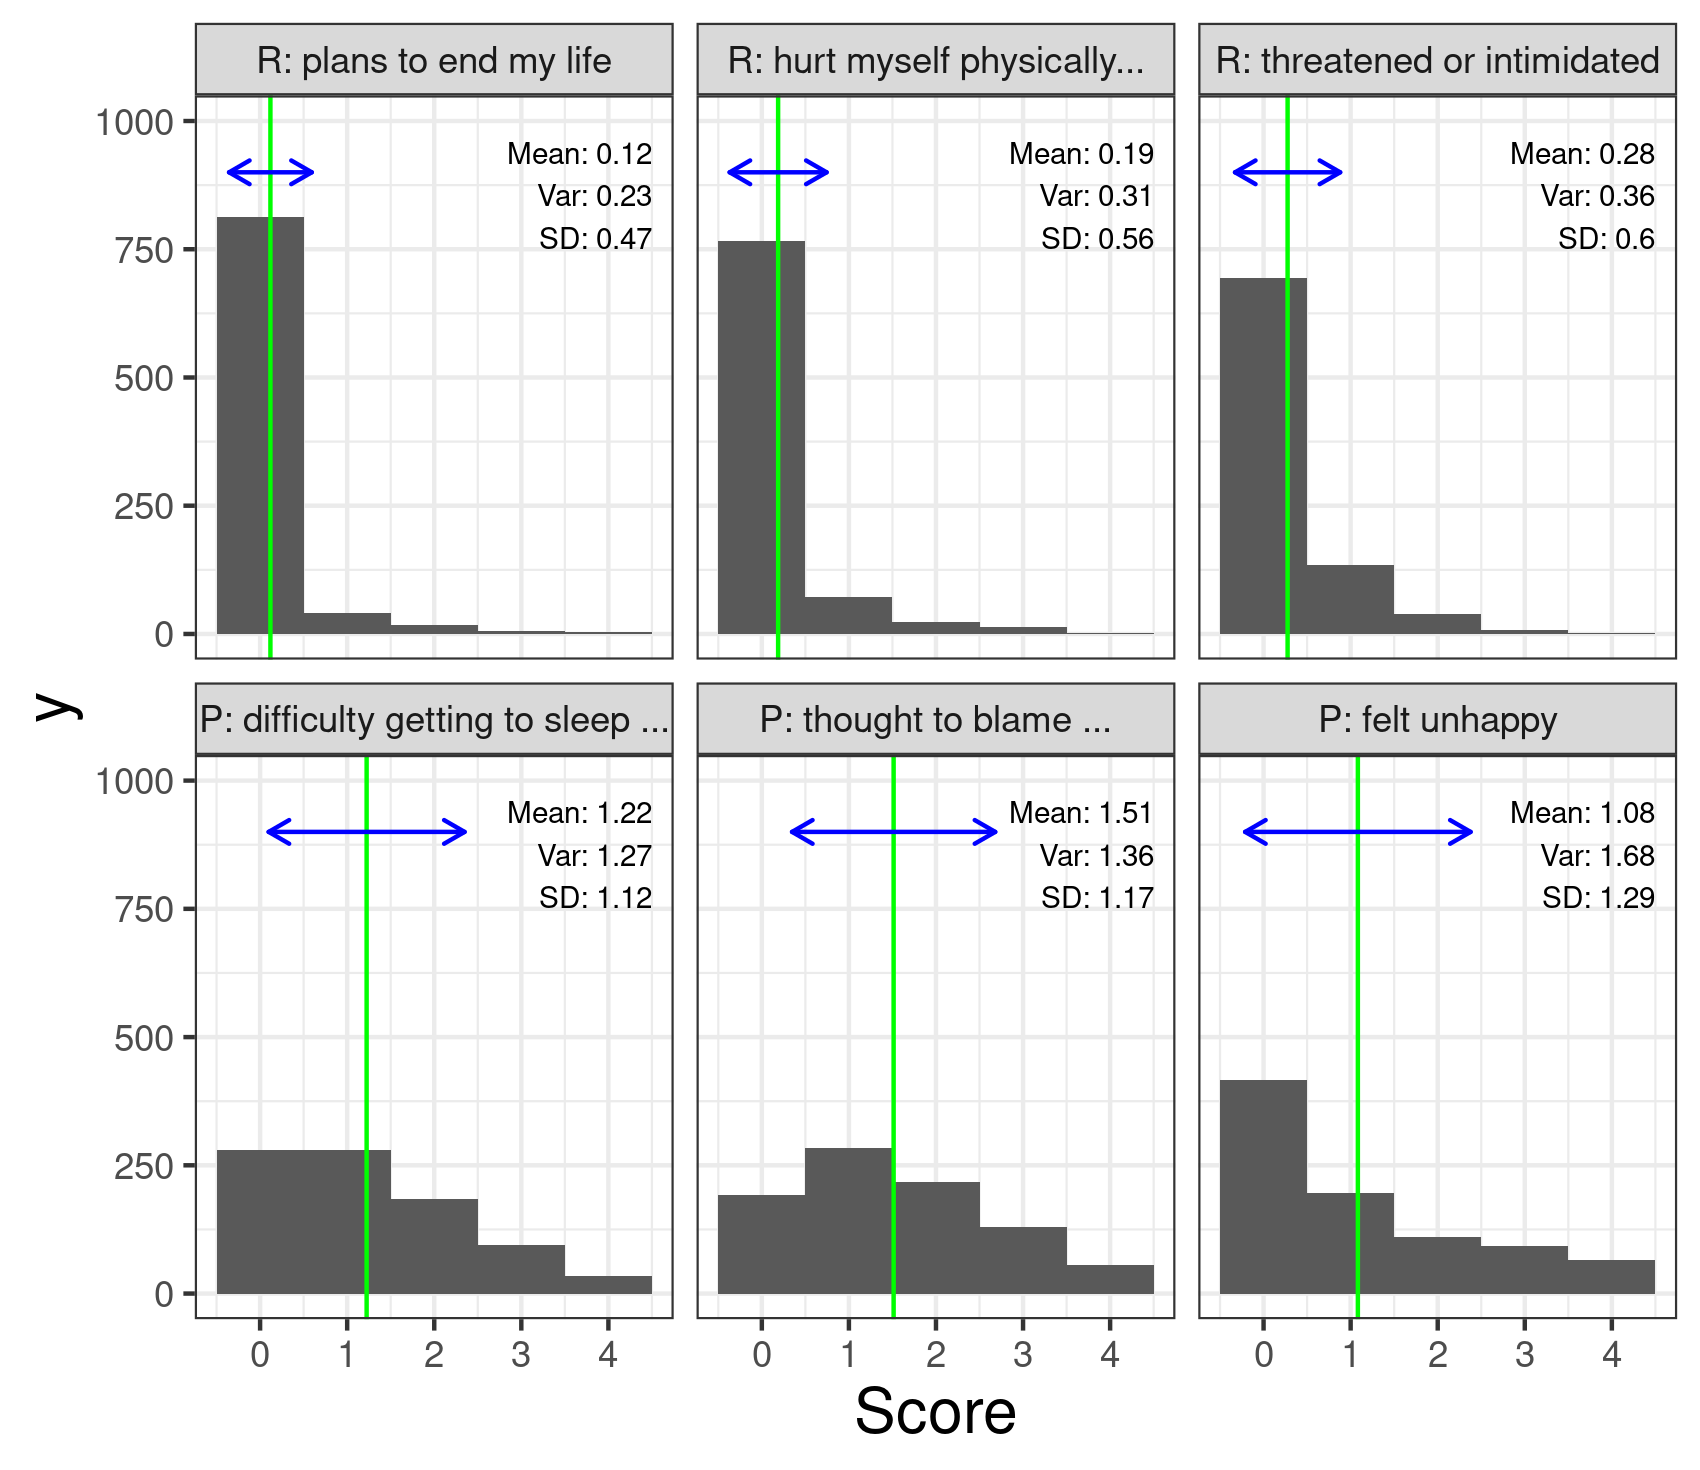 R: plans to end my life
R: hurt myself physically...
R: threatened or intimidated
1000
750
500
250
0
Mean: 0.12
Var: 0.23
SD: 0.47
Mean: 0.19
Var: 0.31
SD: 0.56
Mean: 0.28
Var: 0.36
SD: 0.6
y
P: difficulty getting to sleep ...
P: thought to blame ...
P: felt unhappy
1000
750
500
250
0
Mean: 1.22
Var: 1.27
SD: 1.12
Mean: 1.51
Var: 1.36
SD: 1.17
Mean: 1.08
Var: 1.68
SD: 1.29
0 1 2 3 4
0 1 2 3 4
0 1 2 3 4
Score